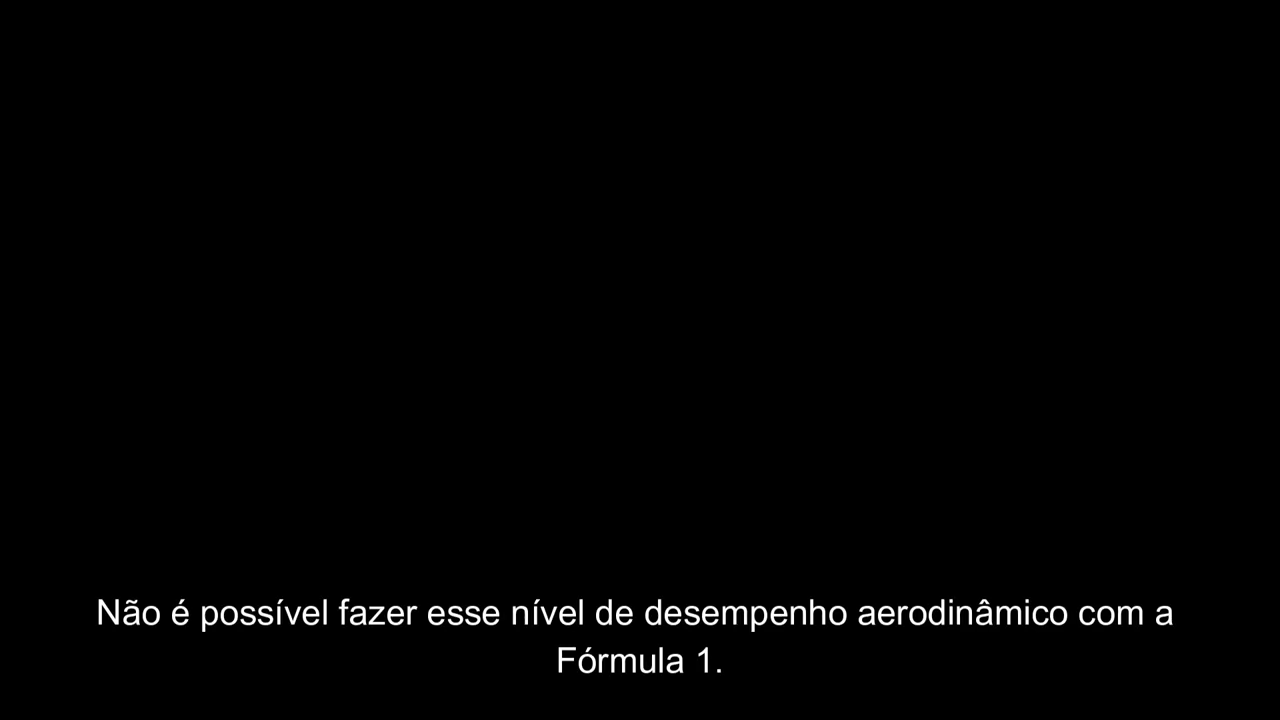 Não é possível fazer esse nível de desempenho aerodinâmico com a
Fórmula 1.